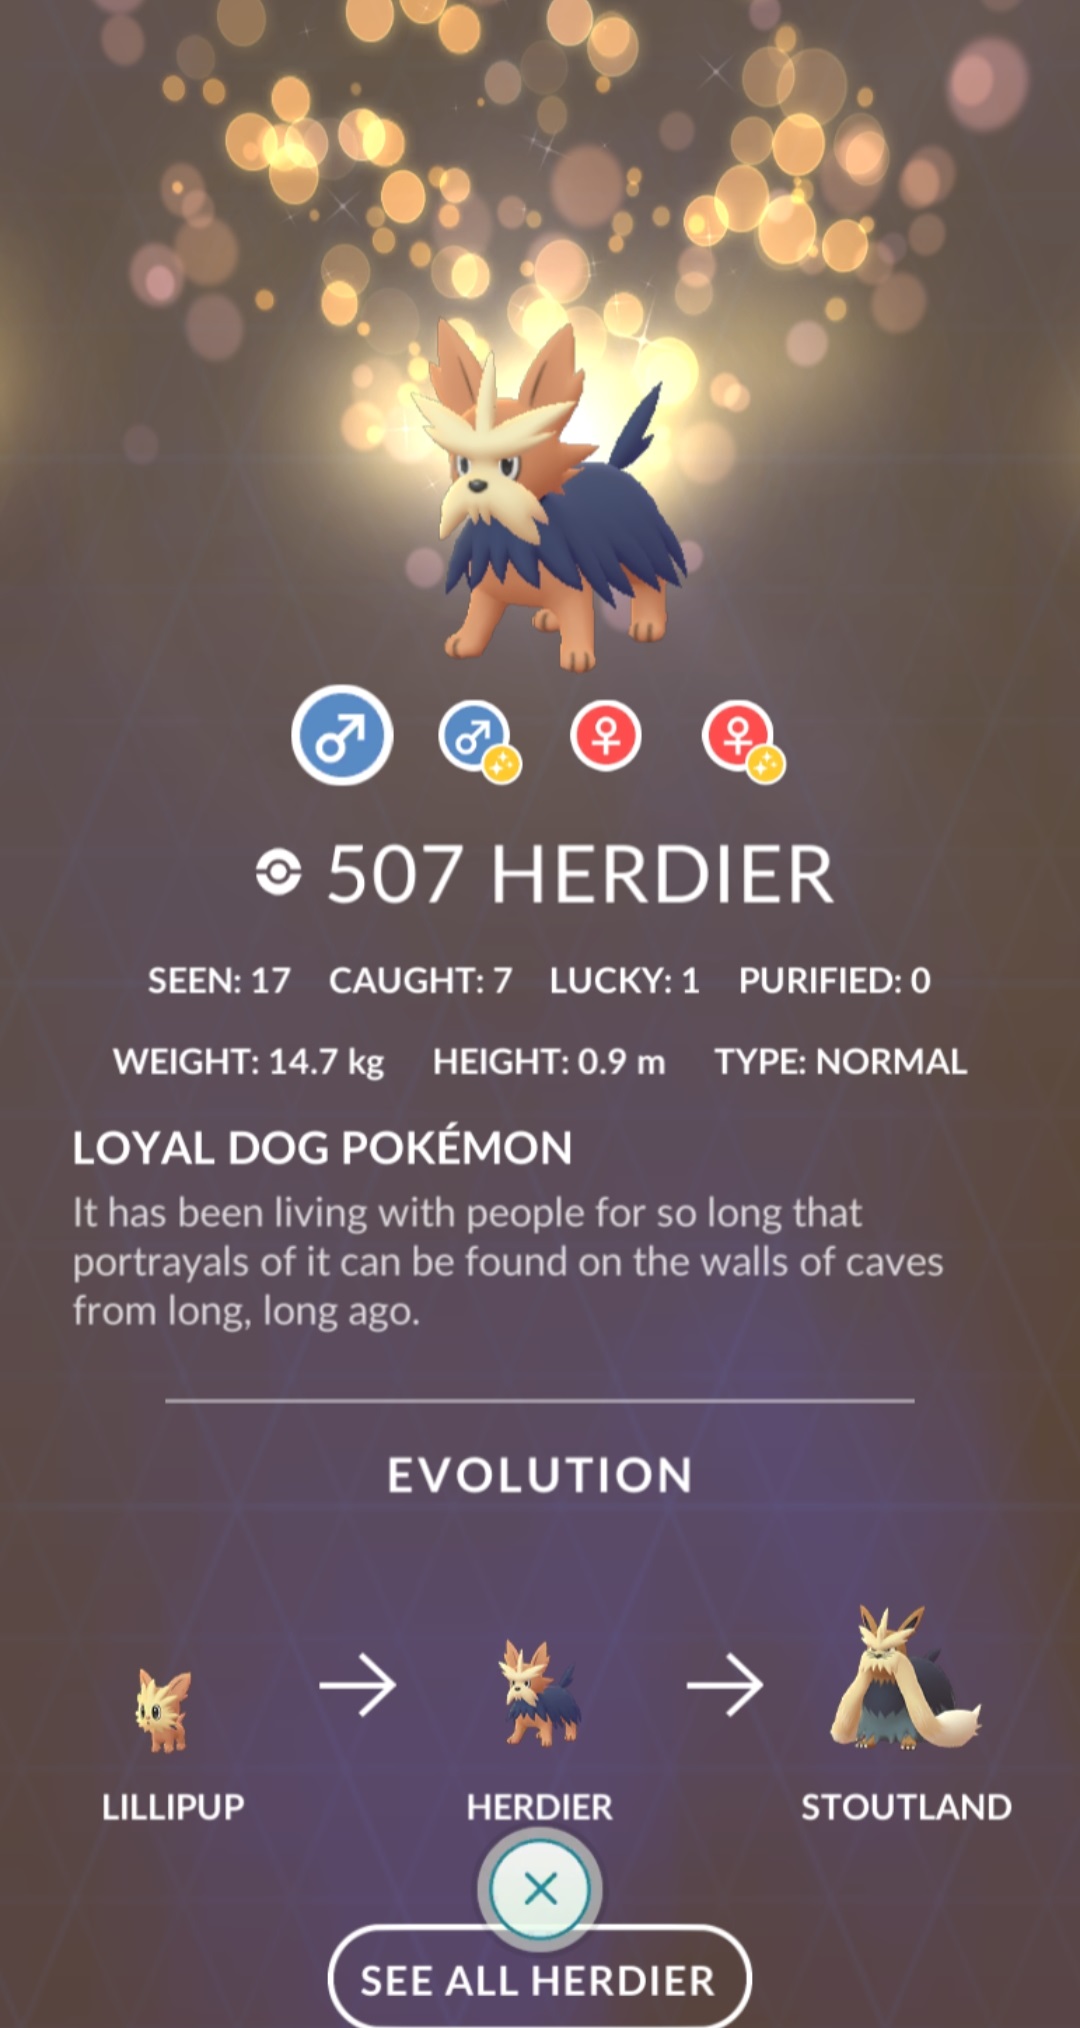 507 HERDIER
SEEN: 17 CAUGHT: 7 LUCKY: 1 PURIFIED: 0
WEIGHT: 14.7 kg HEIGHT: 0.9 m TYPE: NORMAL
LOYAL DOG POKÉMON
It has been living with people for so long that
portrayals of it can be found on the walls of caves
from long, long ago.
EVOLUTION
LILLIPUP HERDIER STOUTLAND
SEE ALL HERDIER